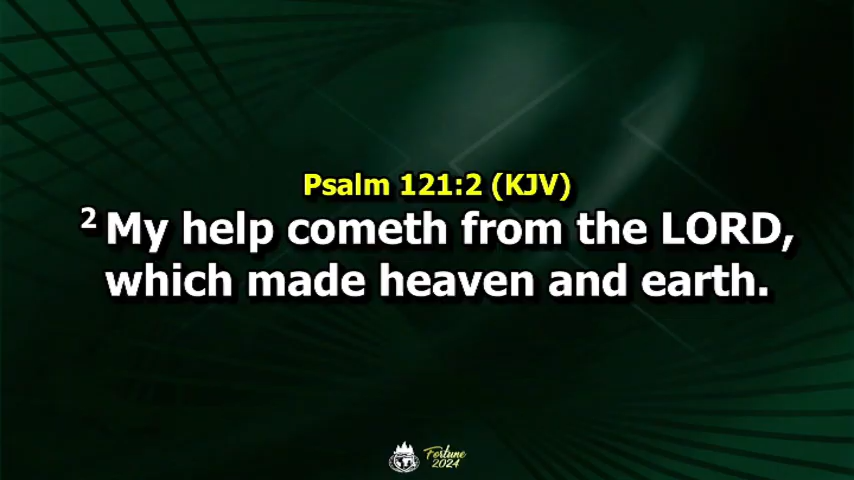 Psalm 121:2 (KJV)
2 My help cometh from the LORD,
which made heaven and earth.
Fortune
2024